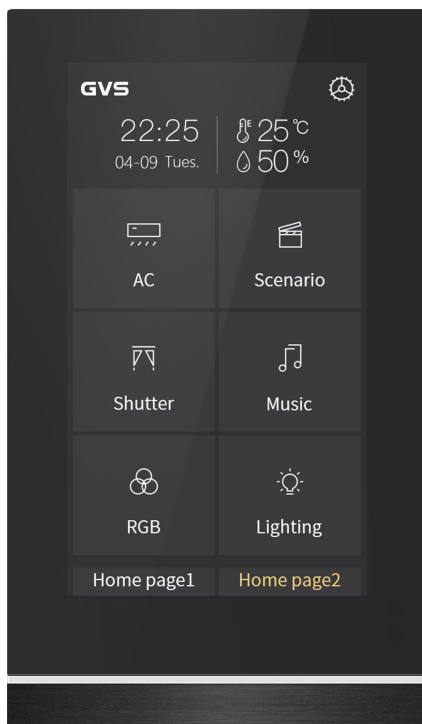 GVS
22:25
04-09 Tues.
E 25 °C
50 %
AC
Scenario
Shutter
Music
RGB
Lighting
Home page1
Home page2